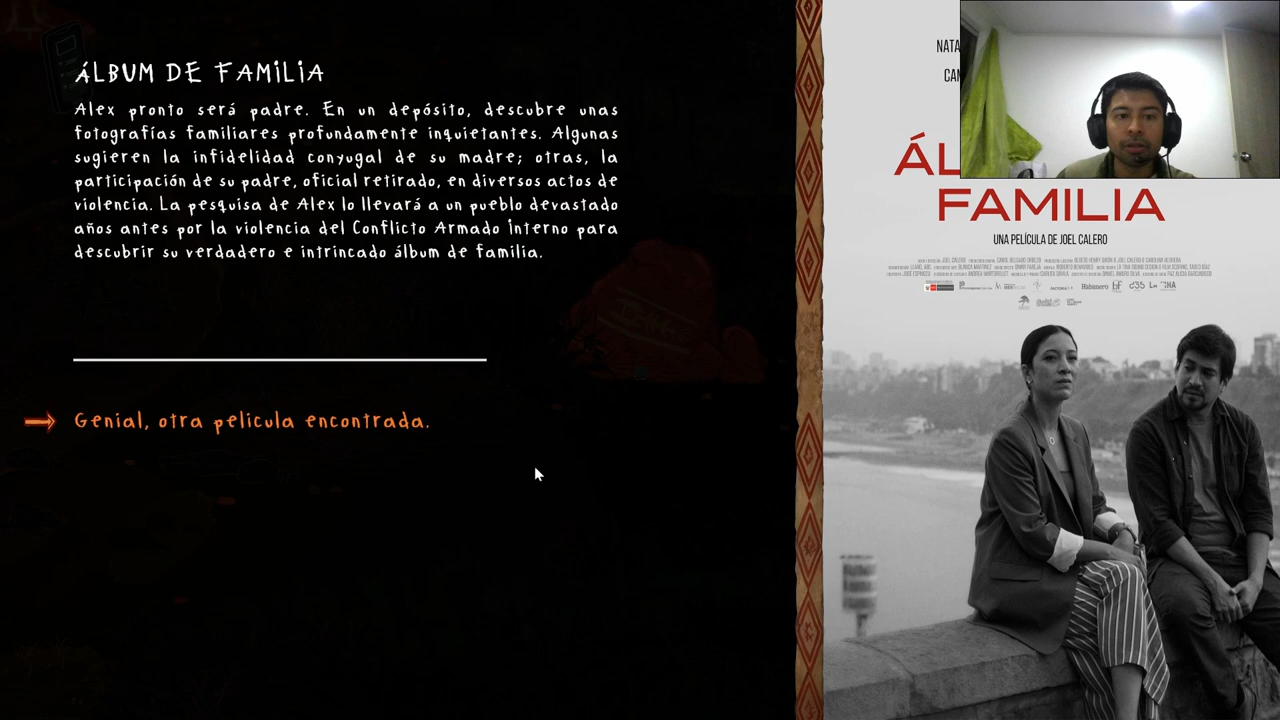 ÁLBUM DE FAMILIA
Alex pronto será padre. En un depósito, descubre unas
fotografías familiares profundamente inquietantes. Algunas
sugieren la infidelidad conyugal de su madre; otras, la
participación de su padre, oficial retirado, en diversos actos de
violencia. La pesquisa de Alex lo llevará a un pueblo devastado
años antes por la violencia del Conflicto Armado Interno para
descubrir su verdadero e intrincado álbum de familia.
Genial, otra pelicula encontrada.
NATA
CAN
ÁL
FAMILIA
UNA PELÍCULA DE JOEL CALERO